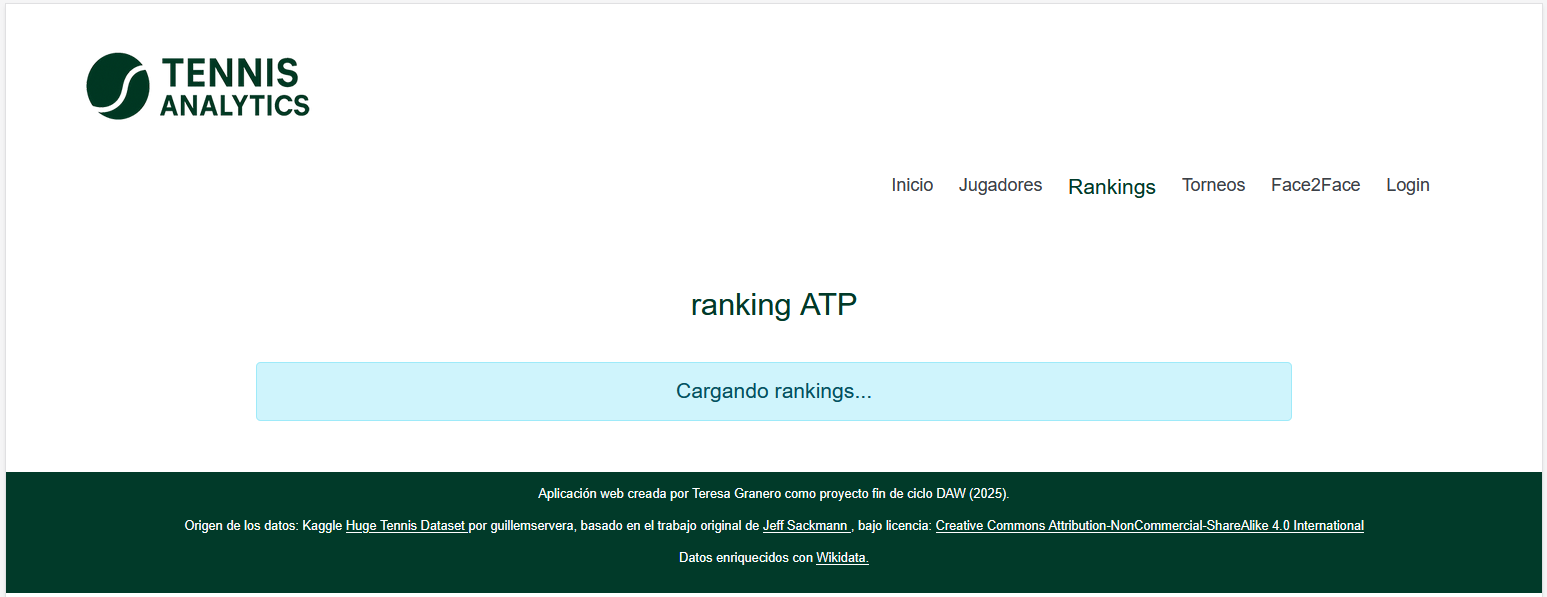 TENNIS
ANALYTICS
Inicio Jugadores Rankings Torneos Face2Face Login
ranking ATP
Cargando rankings...
Aplicación web creada por Teresa Granero como proyecto fin de ciclo DAW (2025).
Origen de los datos: Kaggle Huge Tennis Dataset por guillemservera, basado en el trabajo original de Jeff Sackmann , bajo licencia: Creative Commons Attribution-NonCommercial-ShareAlike 4.0 International
Datos enriquecidos con Wikidata.